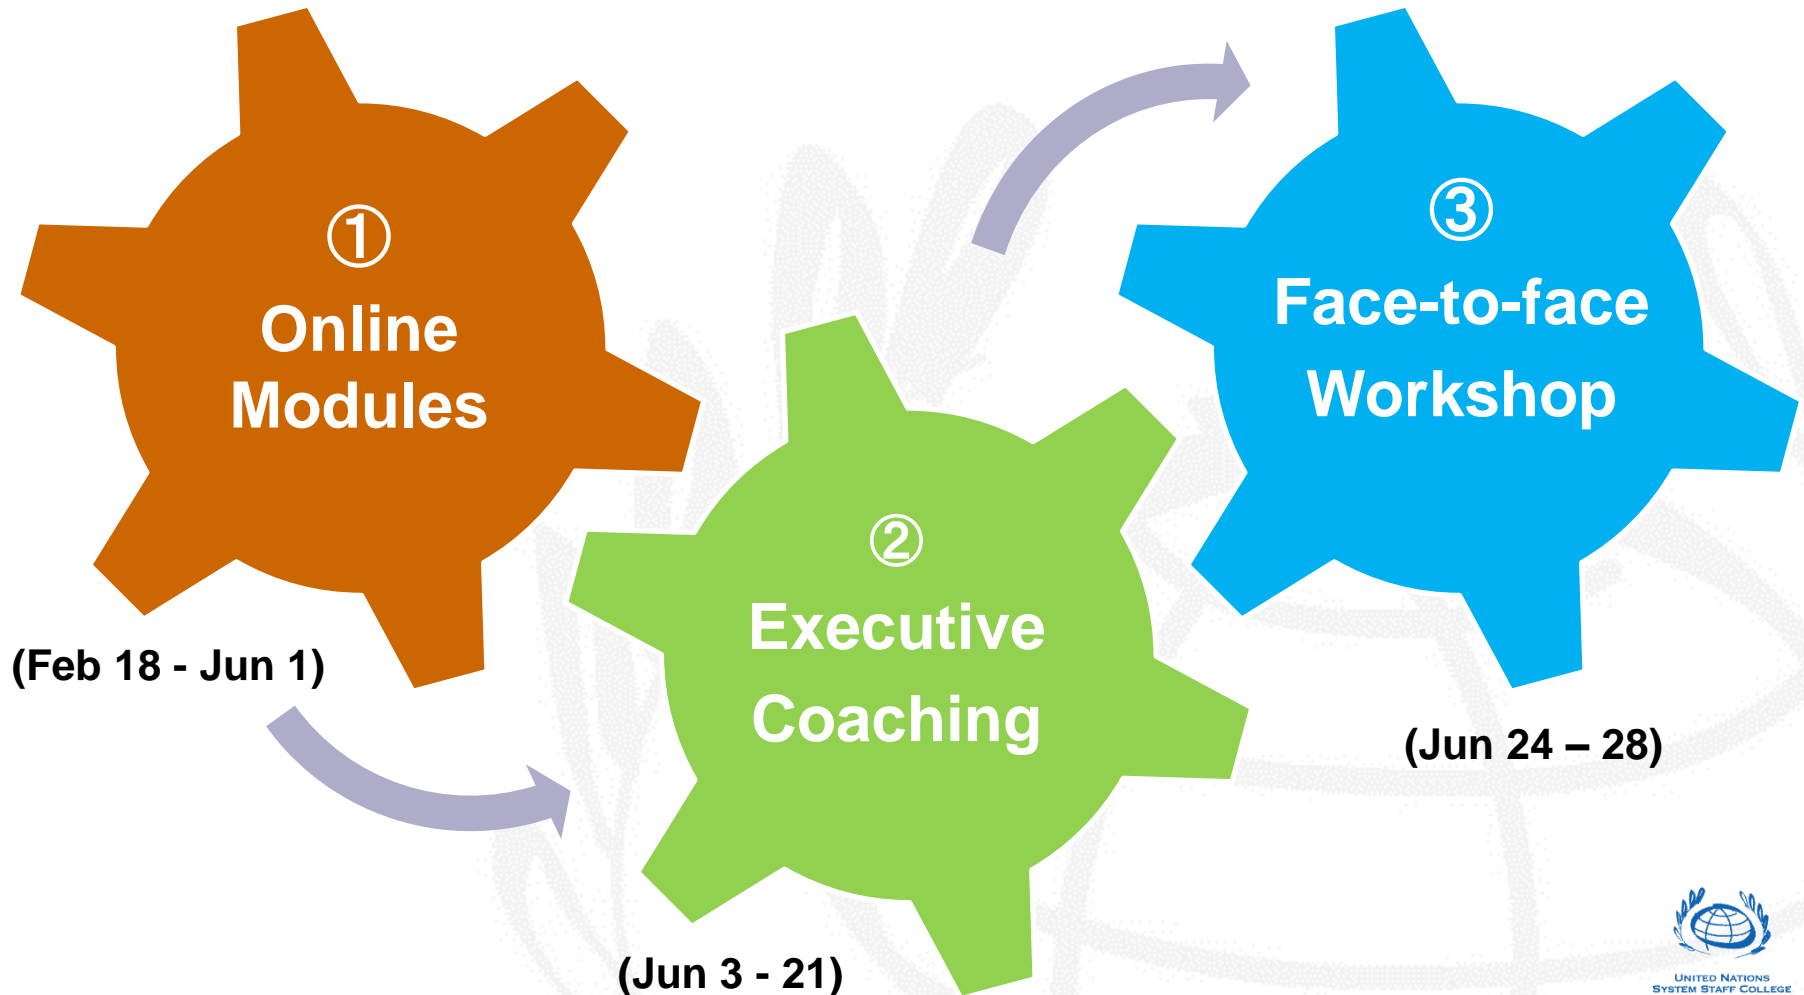 ①
Online
Modules
(Feb 18 - Jun 1)
②
Executive
Coaching
(Jun 3 - 21)
③
Face-to-face
Workshop
(Jun 24 – 28)
UNITED NATIONS
SYSTEM STAFF COLLEGE